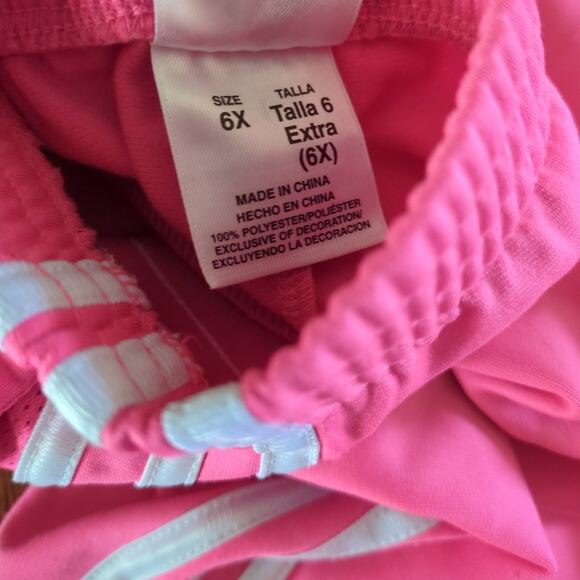 SIZE TALLA
6X Talla 6
Extra
(6X)
MADE IN CHINA
HECHO EN CHINA
100% POLYESTER/POLIÉSTER
EXCLUSIVE OF DECORATION/
EXCLUYENDO LA DECORACION